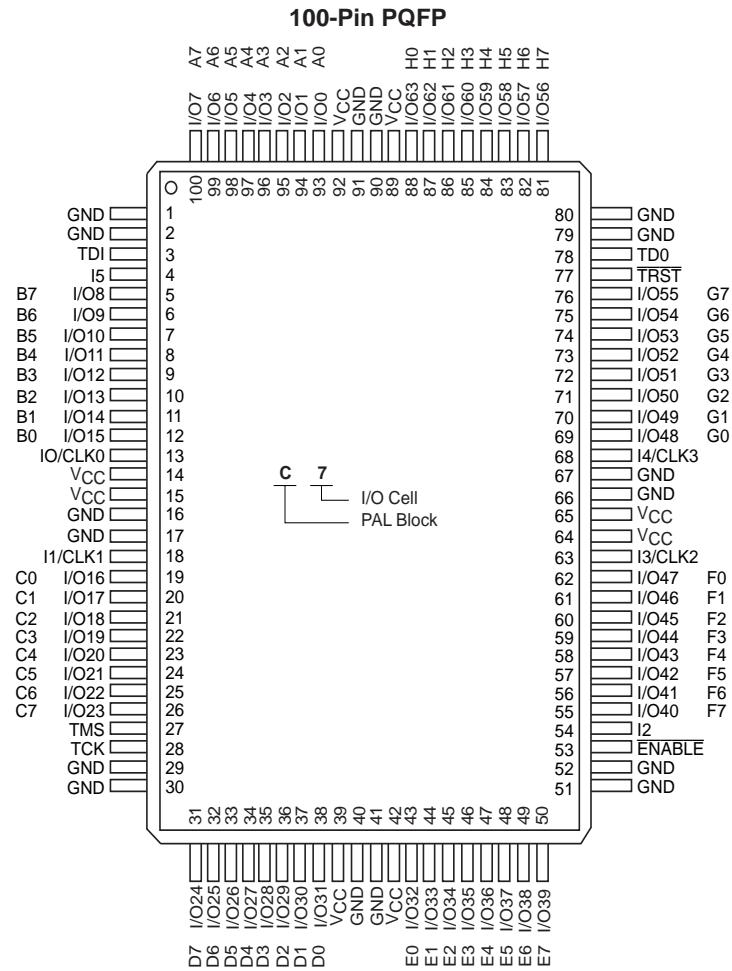 100-Pin PQFP
A7 A6 A5 A4 A3 A2 A1 A0 H0 H1 H2 H3 H4 H5 H6 H7
I/O7 I/O6 I/O5 I/O4 I/O3 I/O2 I/O1 I/O0 VCC GND GND VCC I/O63 I/O62 I/O61 I/O60 I/O59 I/O58 I/O57 I/O56
100 99 98 97 96 95 94 93 92 91 90 89 88 87 86 85 84 83 82 81
GND 1 80 GND
GND 2 79 GND
TDI 3 78 TD0
I5 4 77 TRST
B7 I/O8 5 76 I/O55 G7
B6 I/O9 6 75 I/O54 G6
B5 I/O10 7 74 I/O53 G5
B4 I/O11 8 73 I/O52 G4
B3 I/O12 9 72 I/O51 G3
B2 I/O13 10 71 I/O50 G2
B1 I/O14 11 70 I/O49 G1
B0 I/O15 12 69 I/O48 G0
IO/CLK0 13 68 I4/CLK3
VCC 14 67 GND
VCC 15 66 GND
GND 16 65 VCC
GND 17 64 VCC
I1/CLK1 18 63 I3/CLK2
C 7
I/O Cell
PAL Block
C0 I/O16 19 62 I/O47 F0
C1 I/O17 20 61 I/O46 F1
C2 I/O18 21 60 I/O45 F2
C3 I/O19 22 59 I/O44 F3
C4 I/O20 23 58 I/O43 F4
C5 I/O21 24 57 I/O42 F5
C6 I/O22 25 56 I/O41 F6
C7 I/O23 26 55 I/O40 F7
TMS 27 54 I2
TCK 28 53 ENABLE
GND 29 52 GND
GND 30 51 GND
31 32 33 34 35 36 37 38 39 40 41 42 43 44 45 46 47 48 49 50
I/O24 I/O25 I/O26 I/O27 I/O28 I/O29 I/O30 I/O31 VCC GND GND VCC I/O32 I/O33 I/O34 I/O35 I/O36 I/O37 I/O38 I/O39
D7 D6 D5 D4 D3 D2 D1 D0 E0 E1 E2 E3 E4 E5 E6 E7